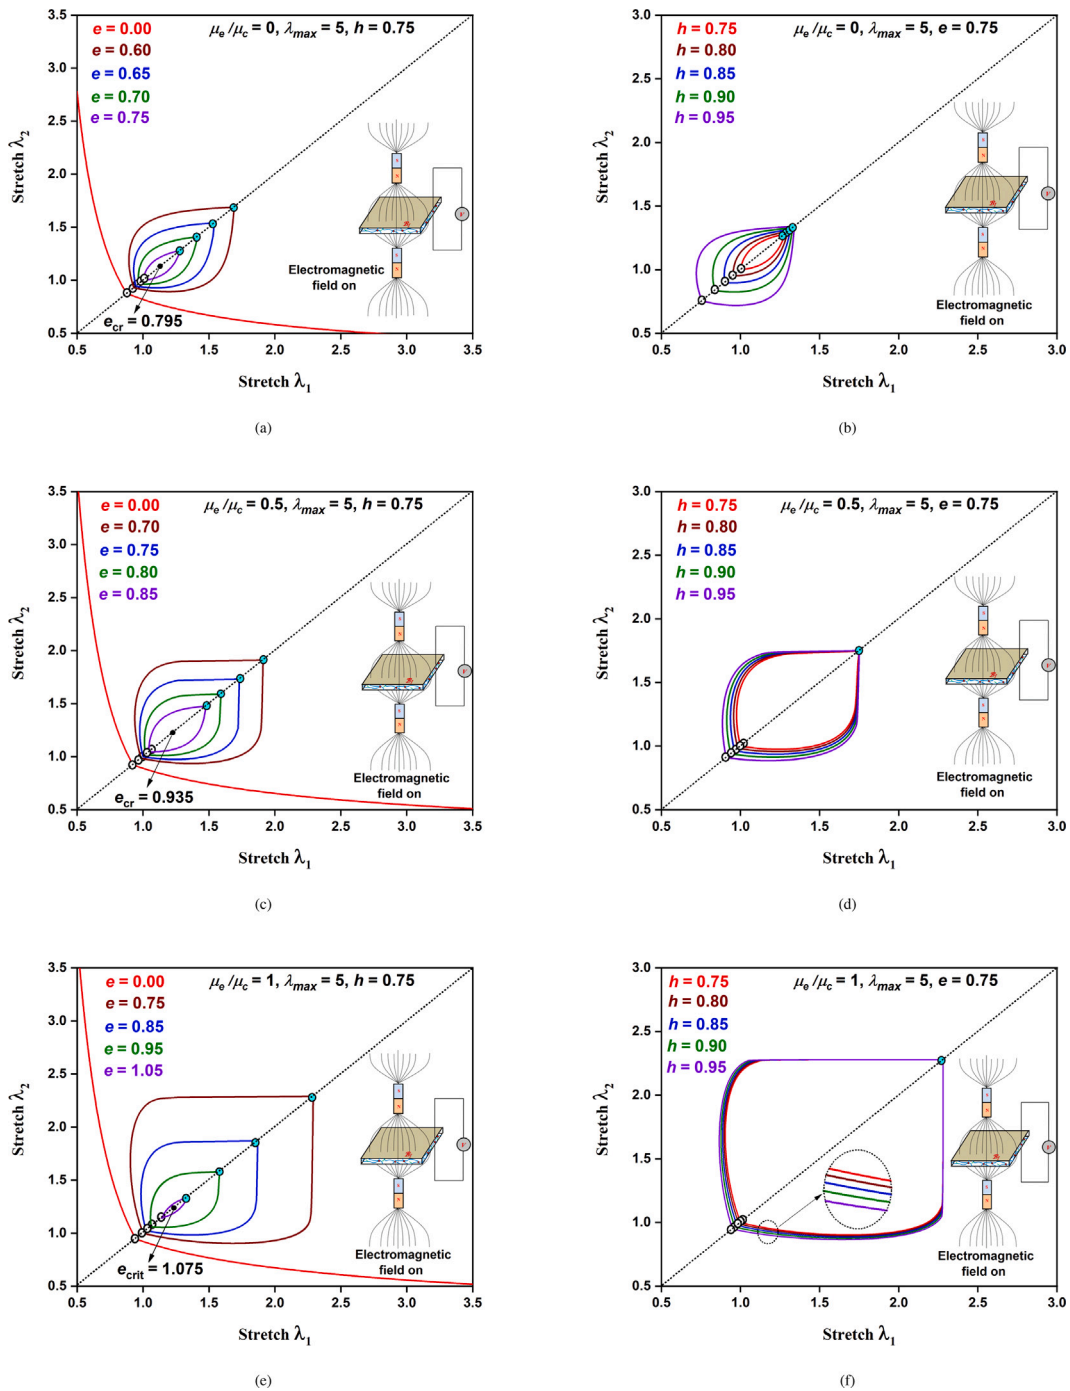 3.5
3.0
2.5
2.0
1.5
1.0
0.5
Stretch λ2
e = 0.00
e = 0.60
e = 0.65
e = 0.70
e = 0.75
μe/μc = 0, λmax = 5, h = 0.75
Electromagnetic
field on
ecr = 0.795
0.5 1.0 1.5 2.0 2.5 3.0 3.5
Stretch λ1
(a)
3.0
2.5
2.0
1.5
1.0
0.5
Stretch λ2
h = 0.75
h = 0.80
h = 0.85
h = 0.90
h = 0.95
μe/μc = 0, λmax = 5, e = 0.75
Electromagnetic
field on
0.5 1.0 1.5 2.0 2.5 3.0
Stretch λ1
(b)
3.5
3.0
2.5
2.0
1.5
1.0
0.5
Stretch λ2
e = 0.00
e = 0.70
e = 0.75
e = 0.80
e = 0.85
μe/μc = 0.5, λmax = 5, h = 0.75
Electromagnetic
field on
ecr = 0.935
0.5 1.0 1.5 2.0 2.5 3.0 3.5
Stretch λ1
(c)
3.0
2.5
2.0
1.5
1.0
0.5
Stretch λ2
h = 0.75
h = 0.80
h = 0.85
h = 0.90
h = 0.95
μe/μc = 0.5, λmax = 5, e = 0.75
Electromagnetic
field on
0.5 1.0 1.5 2.0 2.5 3.0
Stretch λ1
(d)
3.5
3.0
2.5
2.0
1.5
1.0
0.5
Stretch λ2
e = 0.00
e = 0.75
e = 0.85
e = 0.95
e = 1.05
μe/μc = 1, λmax = 5, h = 0.75
Electromagnetic
field on
ecrit = 1.075
0.5 1.0 1.5 2.0 2.5 3.0 3.5
Stretch λ1
(e)
3.0
2.5
2.0
1.5
1.0
0.5
Stretch λ2
h = 0.75
h = 0.80
h = 0.85
h = 0.90
h = 0.95
μe/μc = 1, λmax = 5, e = 0.75
Electromagnetic
field on
0.5 1.0 1.5 2.0 2.5 3.0
Stretch λ1
(f)